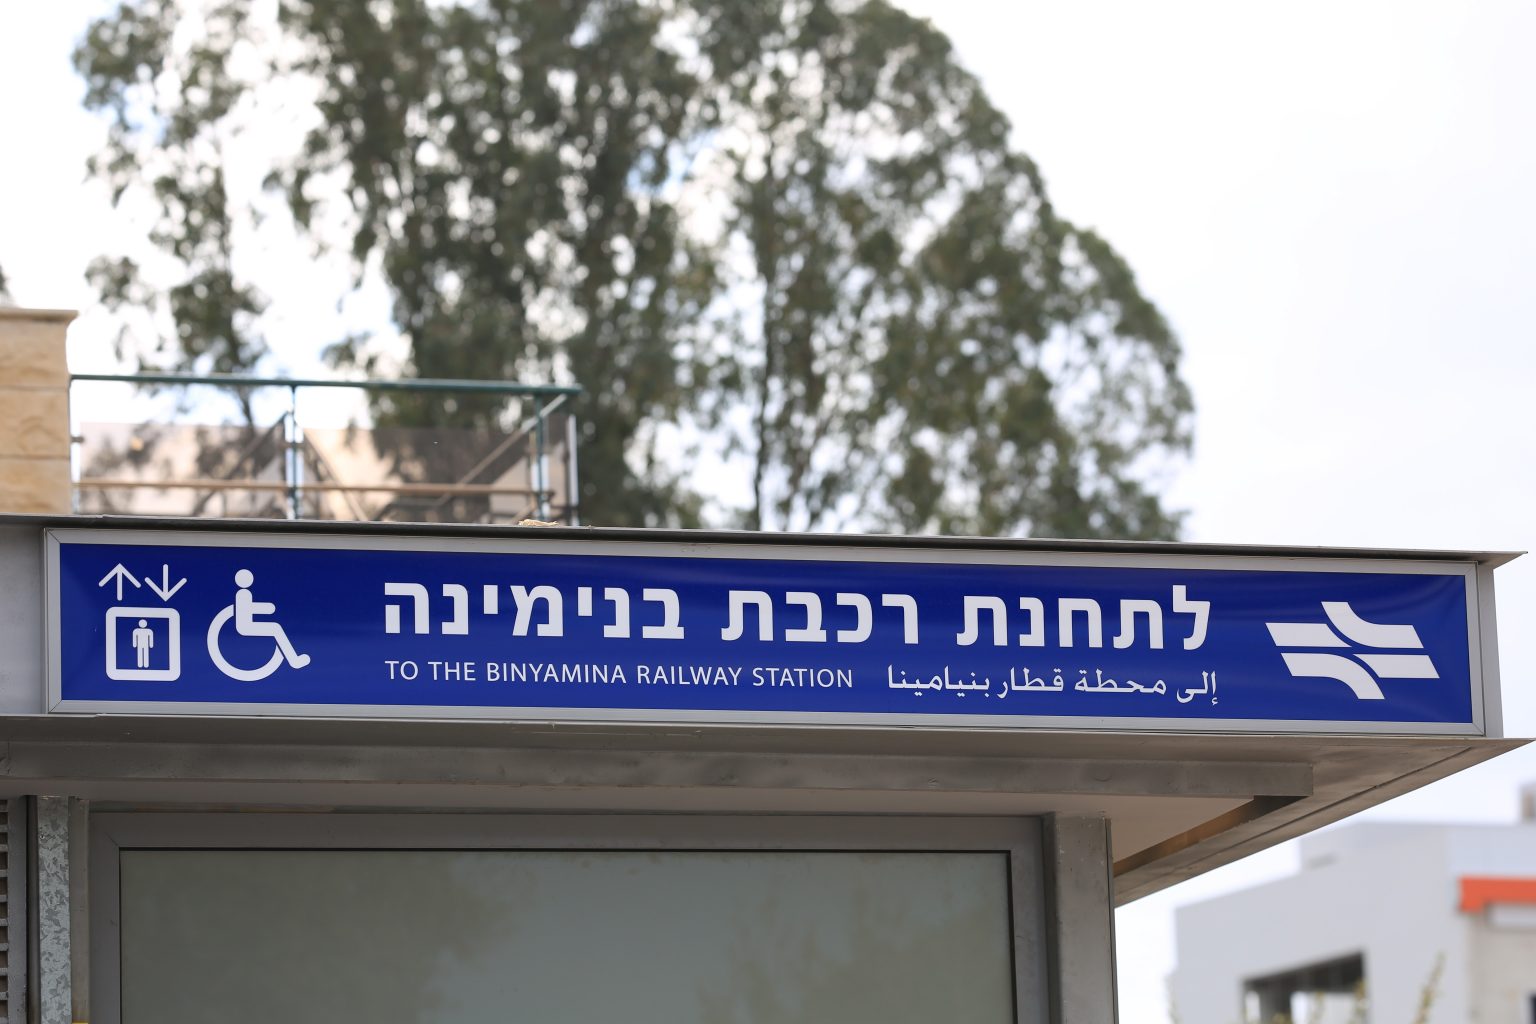 לתחנת רכבת בנימינה
إلى محطة قطار بنيامينا
TO THE BINYAMINA RAILWAY STATION